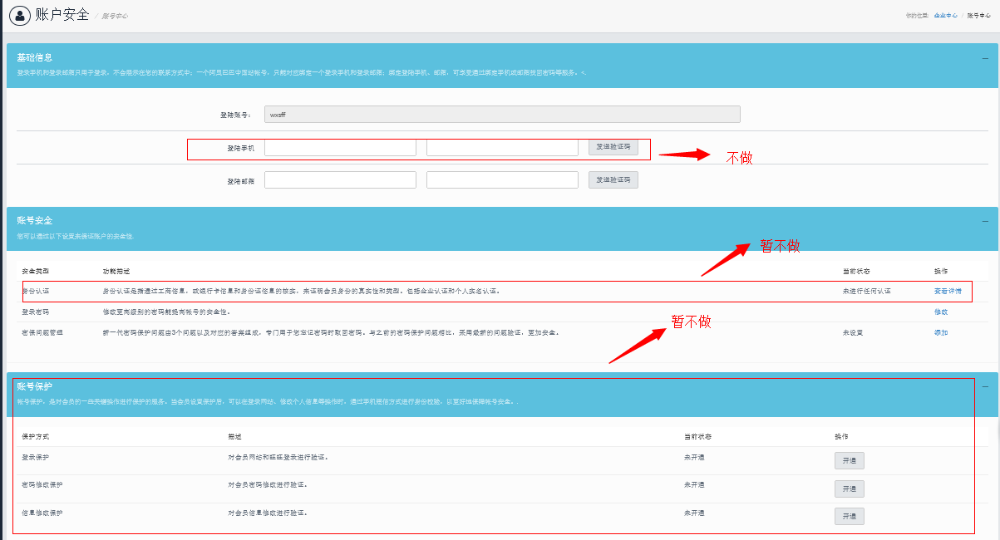 账户安全 / 账号中心
你的位置: 企业中心 / 账号中心
基础信息
登录手机和登录邮箱只用于登录，不会显示在您的联系方式中；一个阿里巴巴中国站帐号，只能对应绑定一个登录手机和登录邮箱；绑定登陆手机、邮箱，可享受通过绑定手机或邮箱找回密码等服务。<.
登陆账号： wxsff
登陆手机 发送验证码
不做
登陆邮箱 发送验证码
账号安全
您可以通过以下设置来保证账户的安全性.
暂不做
安全类型 功能描述 当前状态 操作
身份认证 身份认证是指通过工商信息，或银行卡信息和身份证信息的核实，来证明会员身份的真实性和类型。包括企业认证和个人实名认证。 未进行任何认证 查看详情
登录密码 修改更高级别的密码能提高帐号的安全性。 修改
暂不做
密保问题管理 新一代密码保护问题由3个问题以及对应的答案组成，专门用于您忘记密码时取回密码。与之前的密码保护问题相比，采用最新的问题验证，更加安全。 未设置 添加
账号保护
帐号保护，是对会员的一些关键操作进行保护的服务。当会员设置保护后，可以在登录网站、修改个人信息等操作时，通过手机短信方式进行身份校验，以更好地保障帐号安全。.
保护方式 描述 当前状态 操作
登录保护 对会员网站和旺旺登录进行验证。 未开通 开通
密码修改保护 对会员密码修改进行验证。 未开通 开通
信息修改保护 对会员信息修改进行验证。 未开通 开通